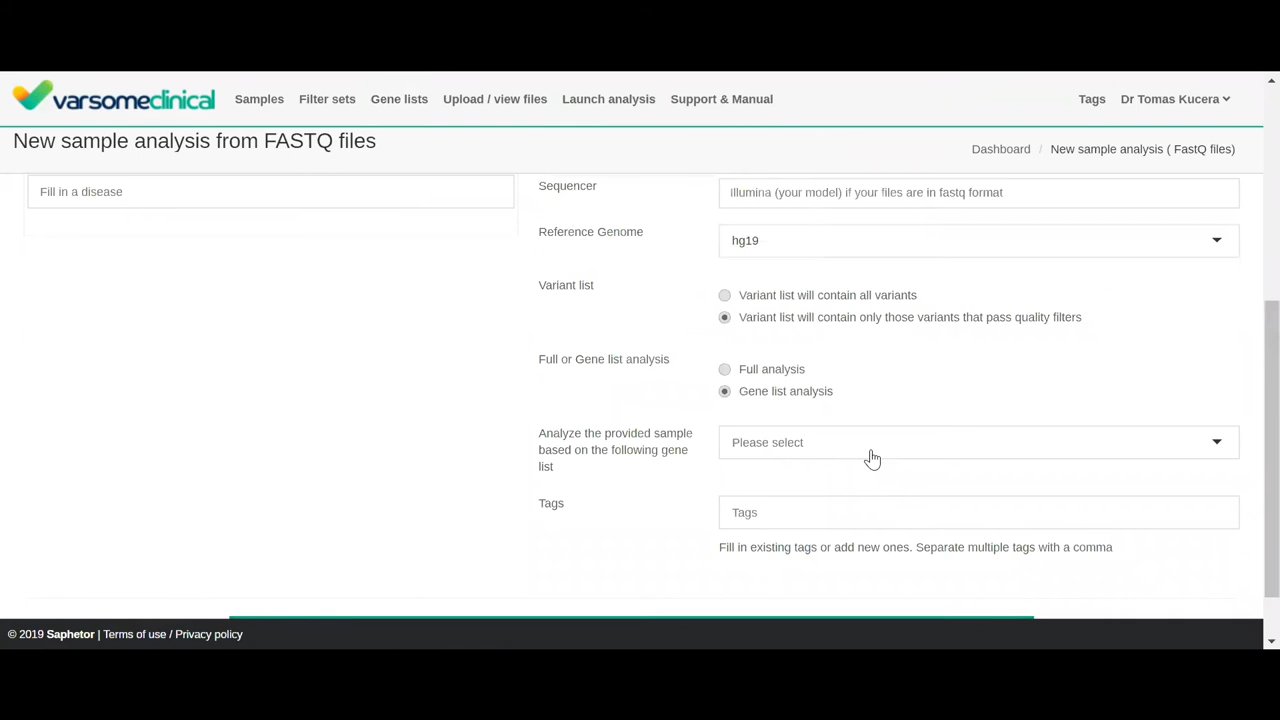 varsomeclinical
Samples
Filter sets
Gene lists
Upload / view files
Launch analysis
Support & Manual
Tags
Dr Tomas Kucera
New sample analysis from FASTQ files
Dashboard / New sample analysis ( FastQ files)
Fill in a disease
Sequencer
Illumina (your model) if your files are in fastq format
Reference Genome
hg19
Variant list
Variant list will contain all variants
Variant list will contain only those variants that pass quality filters
Full or Gene list analysis
Full analysis
Gene list analysis
Analyze the provided sample
based on the following gene
list
Please select
Tags
Tags
Fill in existing tags or add new ones. Separate multiple tags with a comma
© 2019 Saphetor | Terms of use / Privacy policy